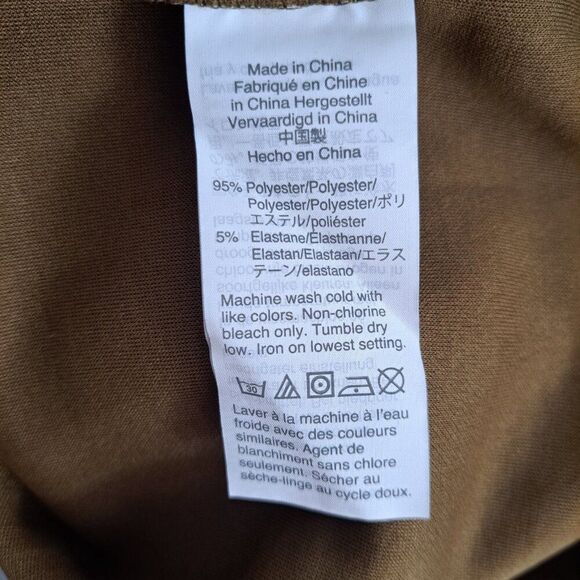 Made in China
Fabriqué en Chine
in China Hergestellt
Vervaardigd in China
中国製
Hecho en China
95% Polyester/Polyester/
Polyester/Polyester/ポリ
エステル/poliéster
5% Elastane/Élasthanne/
Elastan/Elastaan/エラス
テーン/elastano
Machine wash cold with
like colors. Non-chlorine
bleach only. Tumble dry
low. Iron on lowest setting.
30
Laver à la machine à l'eau
froide avec des couleurs
similaires. Agent de
blanchiment sans chlore
seulement. Sécher au
sèche-linge au cycle doux.